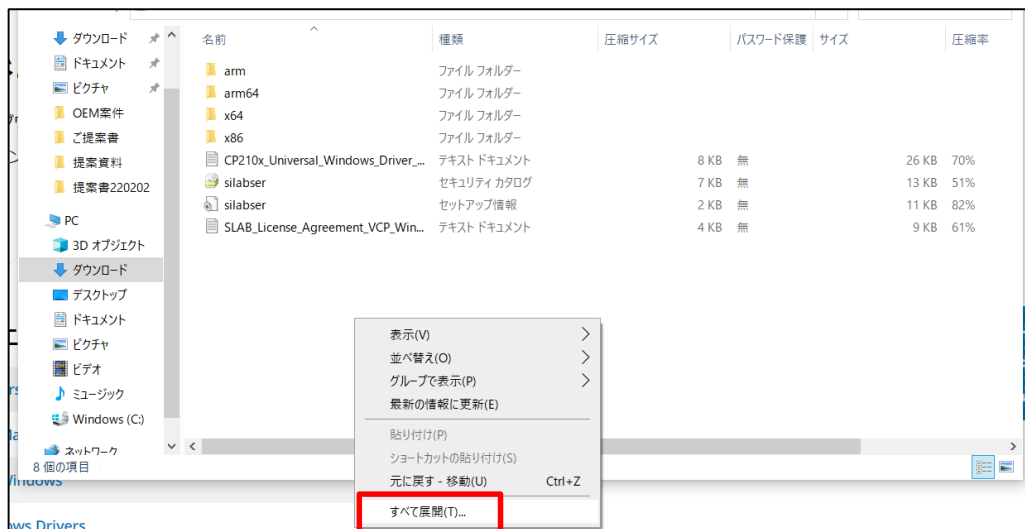 ダウンロード
ドキュメント
ピクチャ
OEM案件
ご提案書
提案資料
提案書220202
PC
3D オブジェクト
ダウンロード
デスクトップ
ドキュメント
ピクチャ
ビデオ
ミュージック
Windows (C:)
ネットワーク
8 個の項目
名前 種類 圧縮サイズ パスワード保護 サイズ 圧縮率
arm ファイル フォルダー
arm64 ファイル フォルダー
x64 ファイル フォルダー
x86 ファイル フォルダー
CP210x_Universal_Windows_Driver_... テキスト ドキュメント 8 KB 無 26 KB 70%
silabser セキュリティ カタログ 7 KB 無 13 KB 51%
silabser セットアップ情報 2 KB 無 11 KB 82%
SLAB_License_Agreement_VCP_Win... テキスト ドキュメント 4 KB 無 9 KB 61%
表示(V)
並べ替え(O)
グループで表示(P)
最新の情報に更新(E)
貼り付け(P)
ショートカットの貼り付け(S)
元に戻す - 移動(U) Ctrl+Z
すべて展開(T)...
Windows
ws Drivers